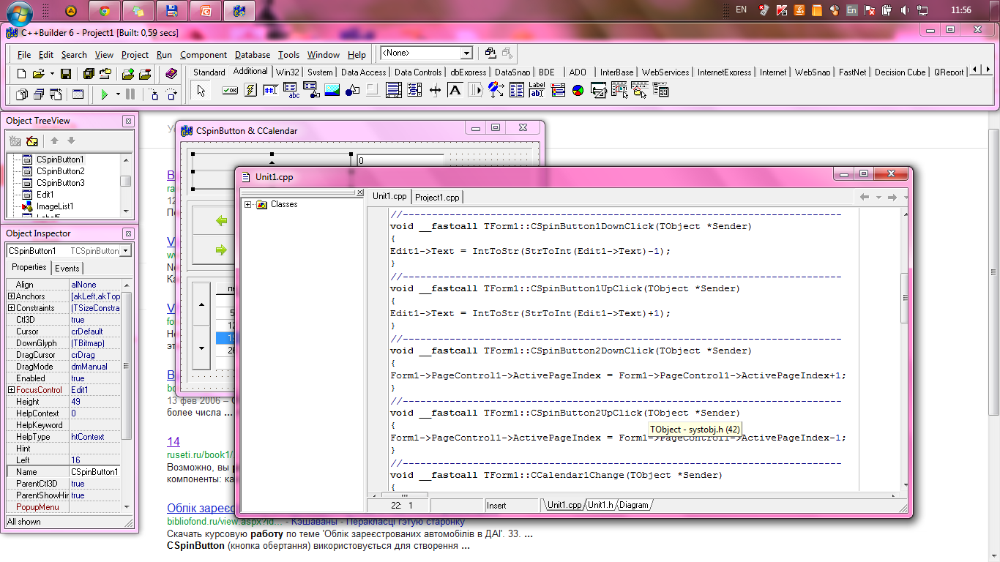 EN
En
11:56
C++Builder 6 - Project1 [Built: 0,59 secs]
File Edit Search View Project Run Component Database Tools Window Help
<None>
Standard Additional Win32 System Data Access Data Controls dbExpress DataSnap BDE ADO InterBase WebServices InternetExpress Internet WebSnap FastNet Decision Cube QReport
Object TreeView
CSpinButton1
CSpinButton2
CSpinButton3
Edit1
ImageList1
Object Inspector
CSpinButton1 TCSpinButton
Properties Events
Align alNone
Anchors [akLeft,akTop
Constraints (TSizeConstra
Ctl3D true
Cursor crDefault
DownGlyph (TBitmap)
DragCursor crDrag
DragMode dmManual
Enabled true
FocusControl Edit1
Height 49
HelpContext 0
HelpKeyword
HelpType htContext
Hint
Left 16
Name CSpinButton1
ParentCtl3D true
ParentShowHin true
PopupMenu
All shown
CSpinButton & CCalendar
0
Unit1.cpp
Classes
Unit1.cpp Project1.cpp
//---------------------------------------------------------------------------
void __fastcall TForm1::CSpinButton1DownClick(TObject *Sender)
{
Edit1->Text = IntToStr(StrToInt(Edit1->Text)-1);
}
//---------------------------------------------------------------------------
void __fastcall TForm1::CSpinButton1UpClick(TObject *Sender)
{
Edit1->Text = IntToStr(StrToInt(Edit1->Text)+1);
}
//---------------------------------------------------------------------------
void __fastcall TForm1::CSpinButton2DownClick(TObject *Sender)
{
Form1->PageControl1->ActivePageIndex = Form1->PageControl1->ActivePageIndex+1;
}
//---------------------------------------------------------------------------
void __fastcall TForm1::CSpinButton2UpClick(TObject *Sender)
{
TObject - systobj.h (42)
Form1->PageControl1->ActivePageIndex = Form1->PageControl1->ActivePageIndex-1;
}
//---------------------------------------------------------------------------
void __fastcall TForm1::CCalendar1Change(TObject *Sender)
{
22: 1 Insert Unit1.cpp Unit1.h Diagram
13 фев 2006 –
более числа ...
14
ruseti.ru/book1/
Возможно, вы
компоненты:
Облік
bibliofond.ru/view.aspx?id... - Кэшаваны - Перакласці гэтую старонку
Скачать курсовую работу по теме 'Облік зареєстрованих автомобілів в ДАІ'. 33. ...
CSpinButton (кнопка обертання) використовується для створення ...